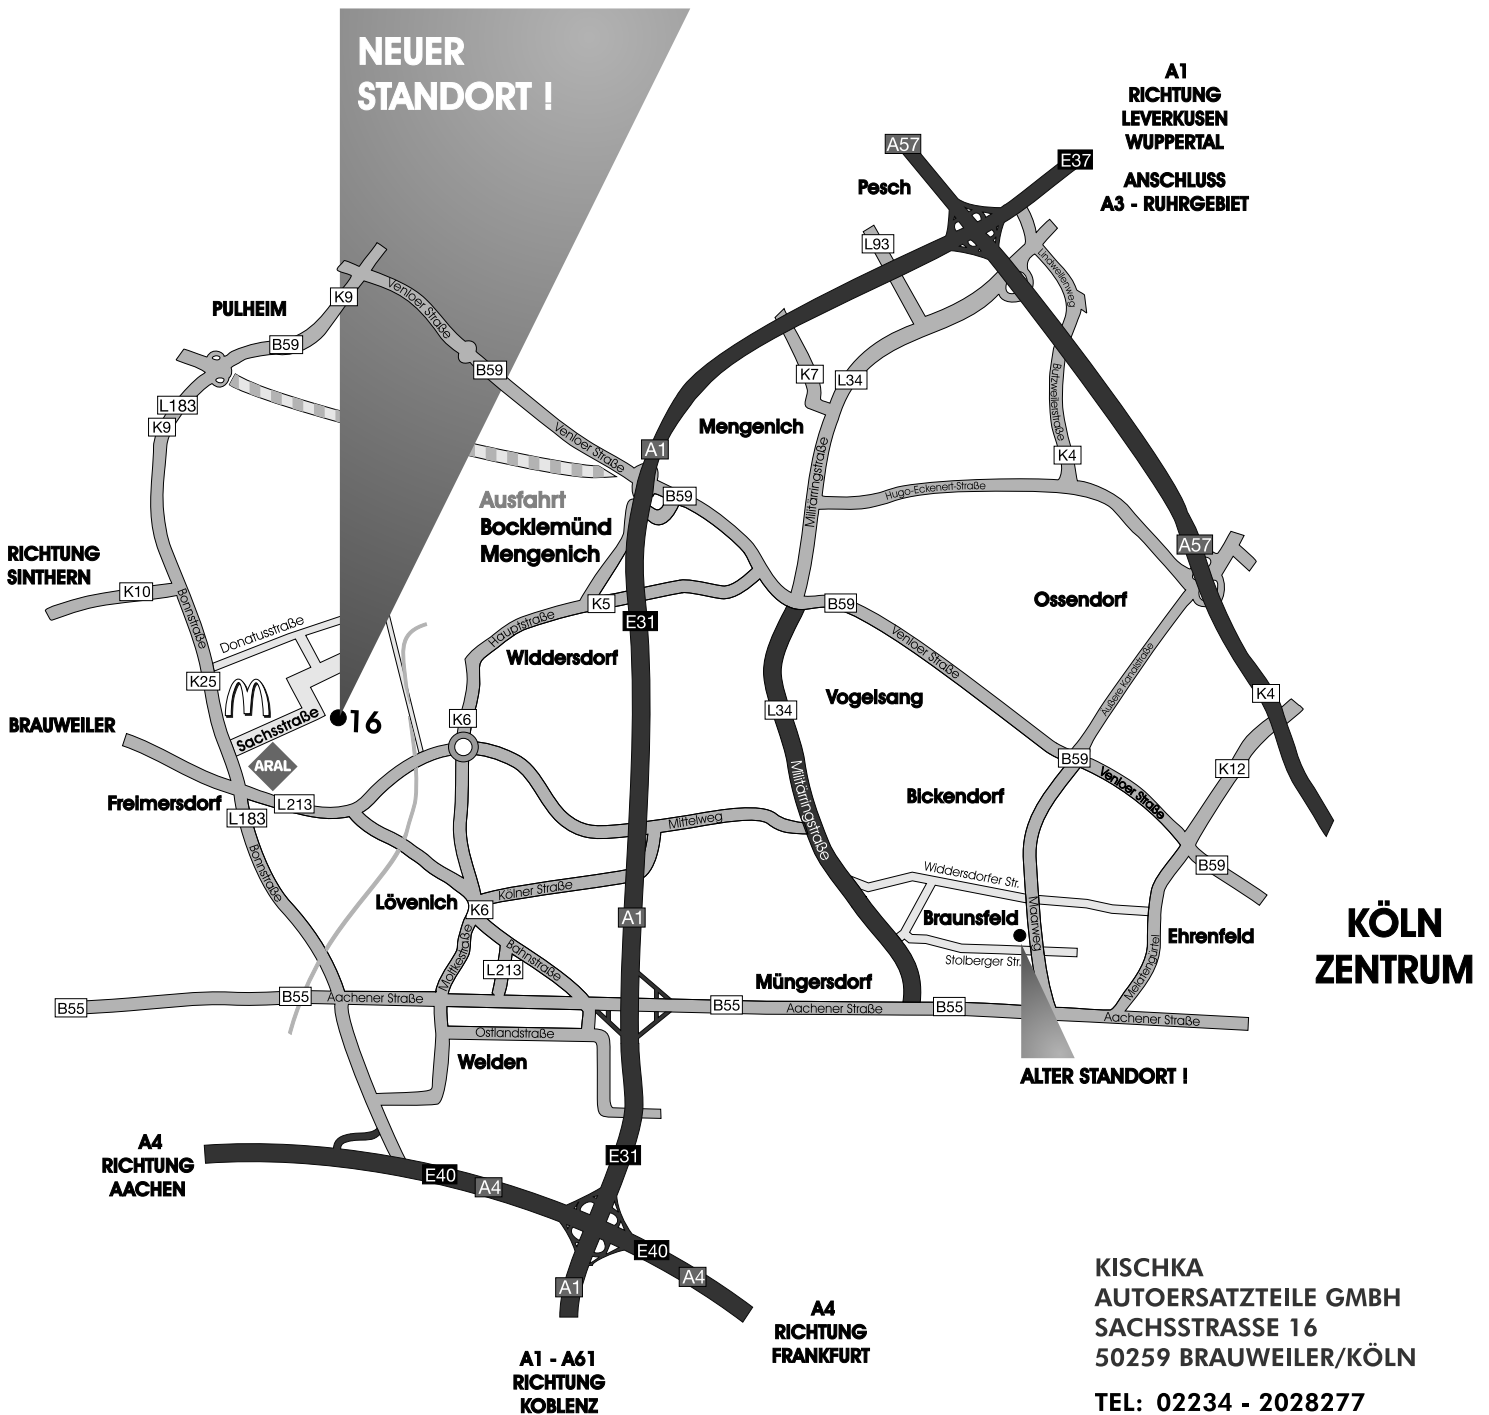 NEUER
STANDORT !
A1
RICHTUNG
LEVERKUSEN
WUPPERTAL
ANSCHLUSS
A3 - RUHRGEBIET
A57
E37
Pesch
L93
Lindweilerweg
K9
Venloer Straße
PULHEIM
B59
B59
K7
L34
Butzweilerstraße
L183
K9
Mengenich
Venloer Straße
A1
Militärringstraße
K4
Hugo-Eckenert-Straße
B59
Ausfahrt
Bocklemünd
Mengenich
RICHTUNG
SINTHERN
K10
Bonnstraße
A57
Ossendorf
K5
B59
E31
Hauptstraße
Donatusstraße
Widdersdorf
Venloer Straße
Äußere Kanalstraße
K25
K4
Vogelsang
L34
BRAUWEILER
Sachsstraße
16
K6
ARAL
B59
K12
Venloer Straße
Militärringstraße
Freimersdorf
L213
L183
Bickendorf
Mittelweg
Bonnstraße
B59
Widdersdorfer Str.
Kölner Straße
Lövenich
K6
A1
Braunsfeld
Maarweg
Ehrenfeld
KÖLN
ZENTRUM
Moltkestraße
Bahnstraße
L213
Stolberger Str.
Melatengürtel
Müngersdorf
B55
B55
Aachener Straße
B55
Aachener Straße
B55
Aachener Straße
Ostlandstraße
Weiden
ALTER STANDORT !
A4
RICHTUNG
AACHEN
E31
E40
A4
E40
A4
A1
A4
RICHTUNG
FRANKFURT
A1 - A61
RICHTUNG
KOBLENZ
KISCHKA
AUTOERSATZTEILE GMBH
SACHSSTRASSE 16
50259 BRAUWEILER/KÖLN
TEL: 02234 - 2028277